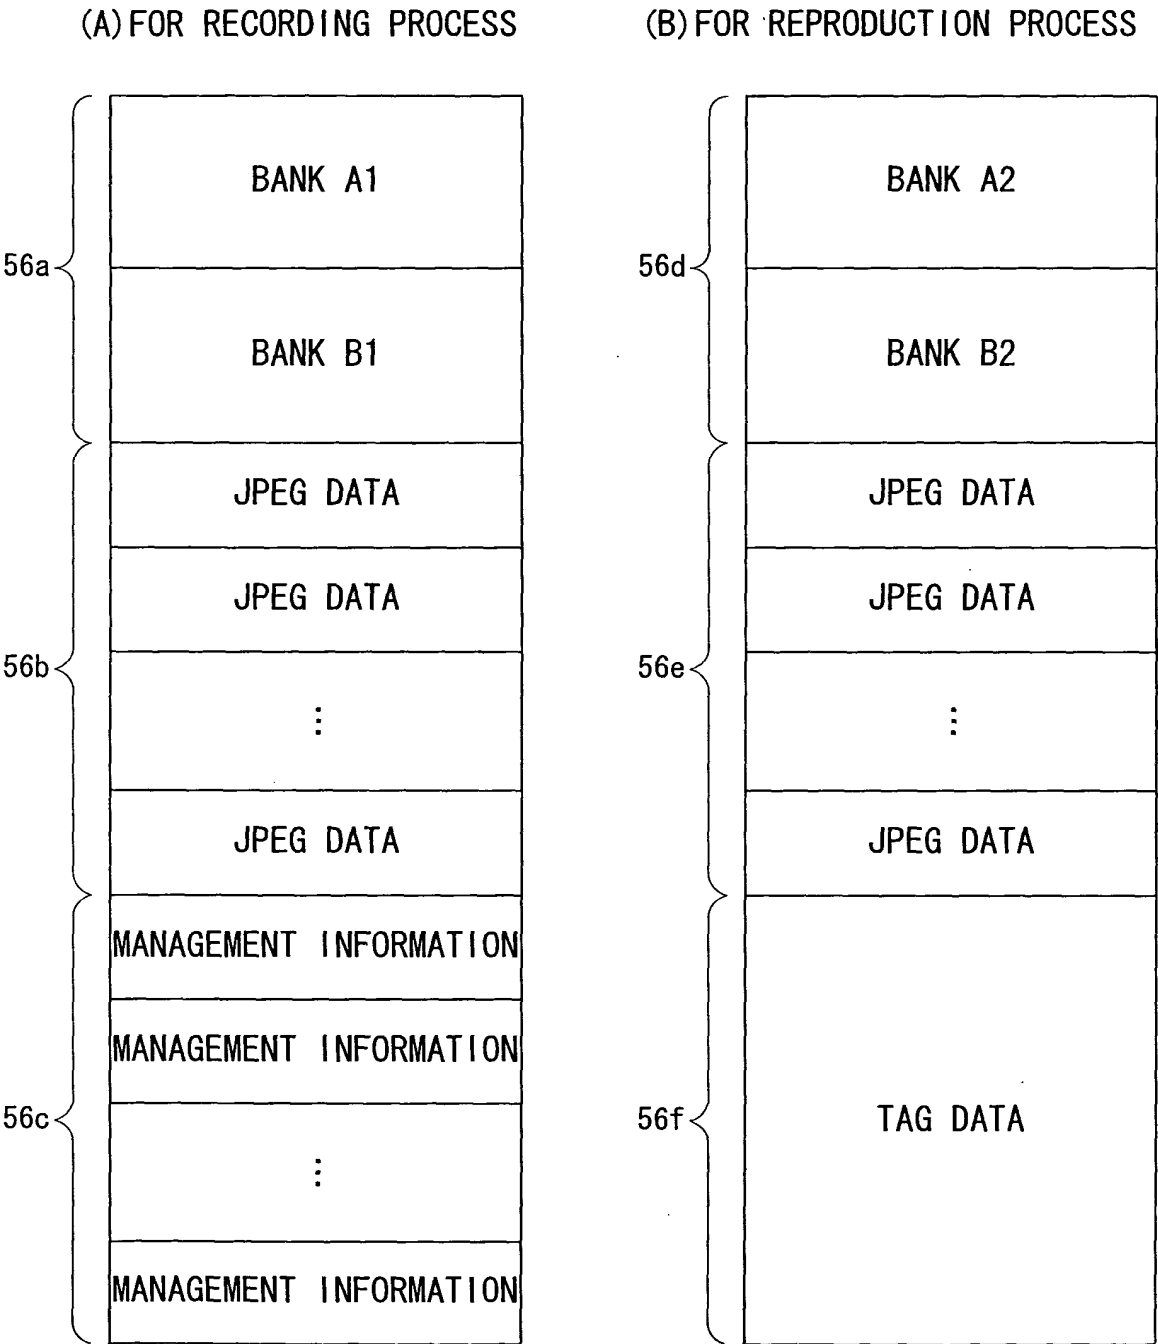 (A) FOR RECORDING PROCESS
BANK A1
56a
BANK B1
JPEG DATA
JPEG DATA
56b
⋮
JPEG DATA
MANAGEMENT INFORMATION
MANAGEMENT INFORMATION
56c
⋮
MANAGEMENT INFORMATION
(B) FOR REPRODUCTION PROCESS
BANK A2
56d
BANK B2
JPEG DATA
JPEG DATA
56e
⋮
JPEG DATA
56f
TAG DATA